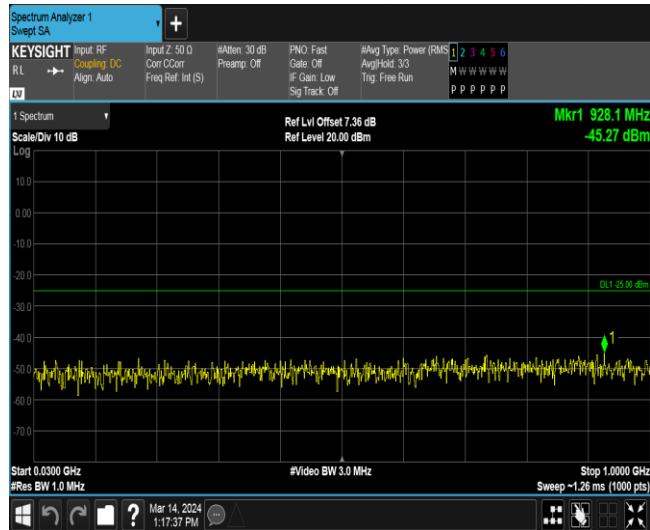 Spectrum Analyzer 1
Swept SA
KEYSIGHT
RL
LXI
Input: RF
Coupling: DC
Align: Auto
Input Z: 50 Ω
Corr CCorr
Freq Ref: Int (S)
#Atten: 30 dB
Preamp: Off
PNO: Fast
Gate: Off
IF Gain: Low
Sig Track: Off
#Avg Type: Power (RMS
Avg|Hold: 3/3
Trig: Free Run
1 2 3 4 5 6
M W W W W W
P P P P P P
1 Spectrum
Scale/Div 10 dB
Log
Ref Lvl Offset 7.36 dB
Ref Level 20.00 dBm
Mkr1 928.1 MHz
-45.27 dBm
10.0
0.00
-10.0
-20.0
DL1 -25.00 dBm
-30.0
-40.0
1
-50.0
-60.0
-70.0
Start 0.0300 GHz
#Res BW 1.0 MHz
#Video BW 3.0 MHz
Stop 1.0000 GHz
Sweep ~1.26 ms (1000 pts)
?
Mar 14, 2024
1:17:37 PM